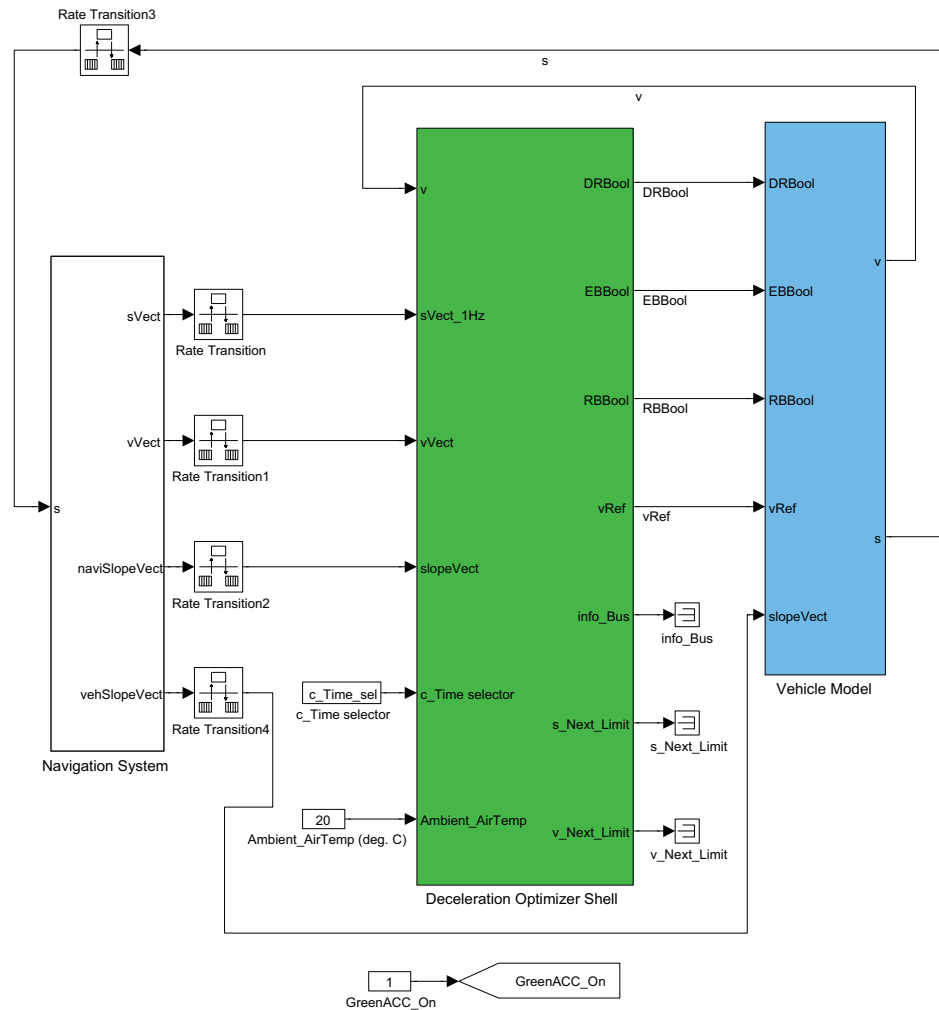 Rate Transition3
s
v
v
DRBool
DRBool
DRBool
v
EBBool
EBBool
EBBool
sVect
sVect_1Hz
Rate Transition
RBBool
RBBool
RBBool
vVect
vVect
Rate Transition1
s
vRef
vRef
vRef
s
naviSlopeVect
slopeVect
Rate Transition2
info_Bus
info_Bus
slopeVect
Vehicle Model
vehSlopeVect
c_Time_sel
c_Time selector
c_Time selector
Rate Transition4
s_Next_Limit
s_Next_Limit
Navigation System
20
Ambient_AirTemp
Ambient_AirTemp (deg. C)
v_Next_Limit
v_Next_Limit
Deceleration Optimizer Shell
1
GreenACC_On
GreenACC_On